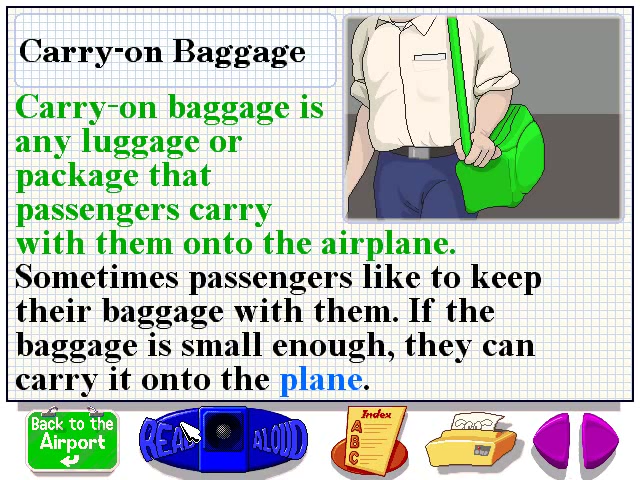 Carry-on Baggage
Carry-on baggage is
any luggage or
package that
passengers carry
with them onto the airplane.
Sometimes passengers like to keep
their baggage with them. If the
baggage is small enough, they can
carry it onto the plane.
Back to the
Airport
READ ALOUD
Index
A
B
C